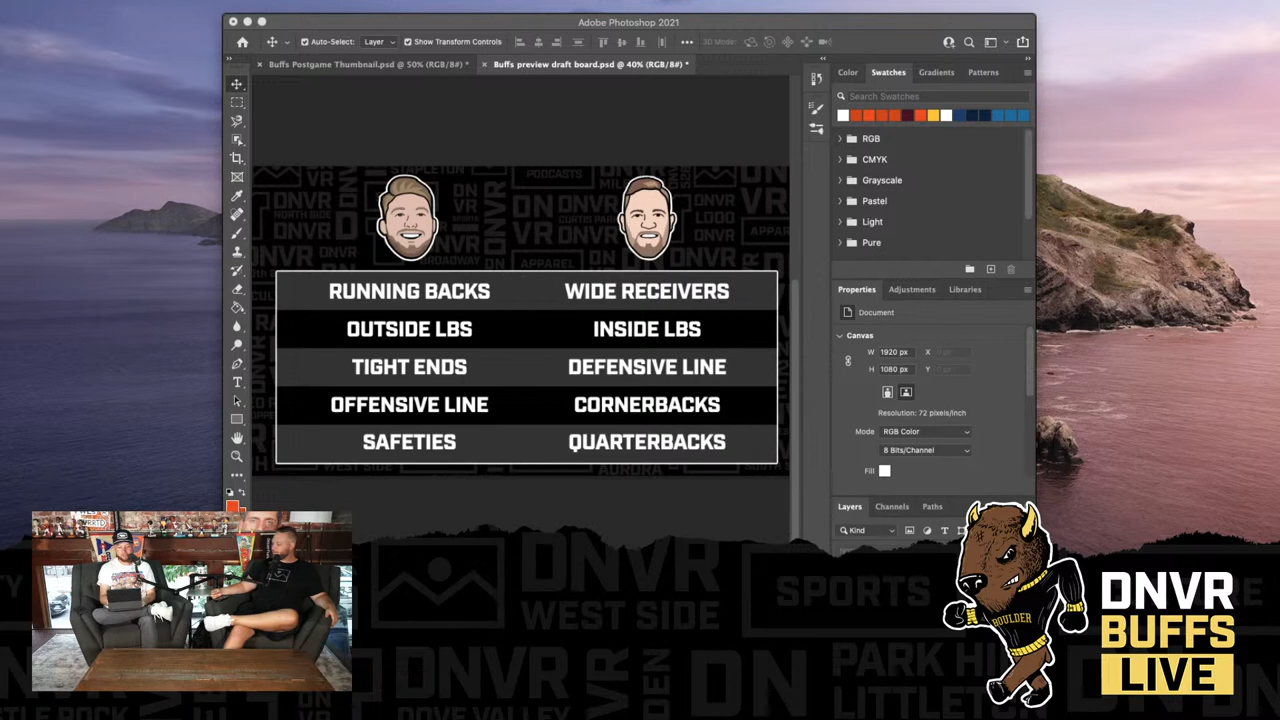 Adobe Photoshop 2021
Auto-Select: Layer Show Transform Controls 3D Mode:
Buffs Postgame Thumbnail.psd @ 50% (RGB/8#) * Buffs preview draft board.psd @ 40% (RGB/8#) *
Color Swatches Gradients Patterns
Search Swatches
RGB
CMYK
Grayscale
Pastel
Light
Pure
RUNNING BACKS WIDE RECEIVERS
OUTSIDE LBS INSIDE LBS
TIGHT ENDS DEFENSIVE LINE
OFFENSIVE LINE CORNERBACKS
SAFETIES QUARTERBACKS
Properties Adjustments Libraries
Document
Canvas
W 1920 px X
H 1080 px Y
Resolution: 72 pixels/inch
Mode RGB Color
8 Bits/Channel
Fill
Layers Channels Paths
Kind
BOULDER
DNVR
BUFFS
LIVE
DNVR
WEST SIDE
SPORTS
PARK HI
LITTLETO
DOVE VALLEY